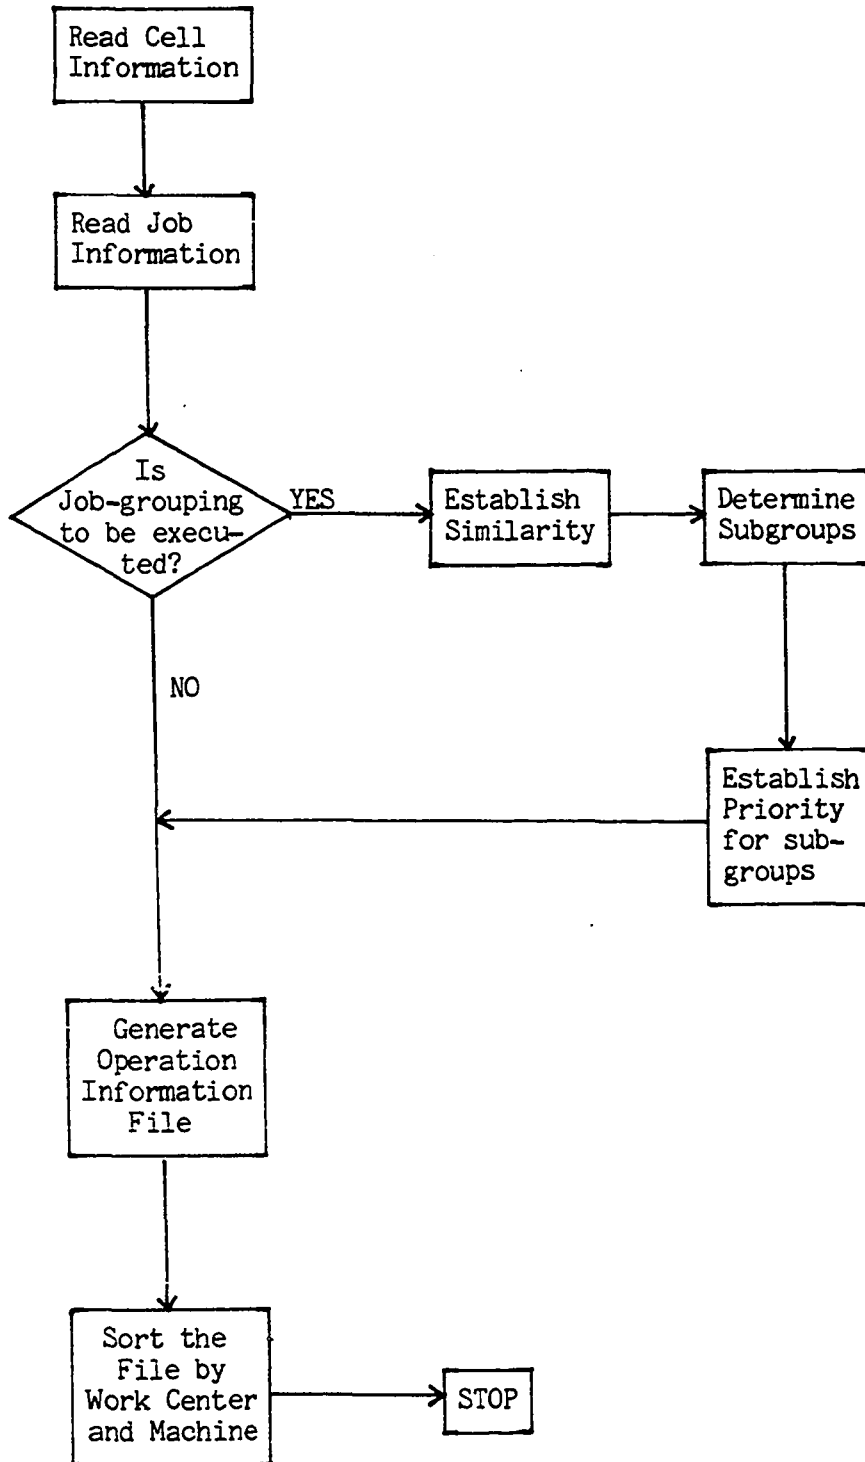 Read Cell
Information
Read Job
Information
Is
Job-grouping
to be execu-
ted?
YES
Establish
Similarity
Determine
Subgroups
NO
Establish
Priority
for sub-
groups
Generate
Operation
Information
File
Sort the
File by
Work Center
and Machine
STOP